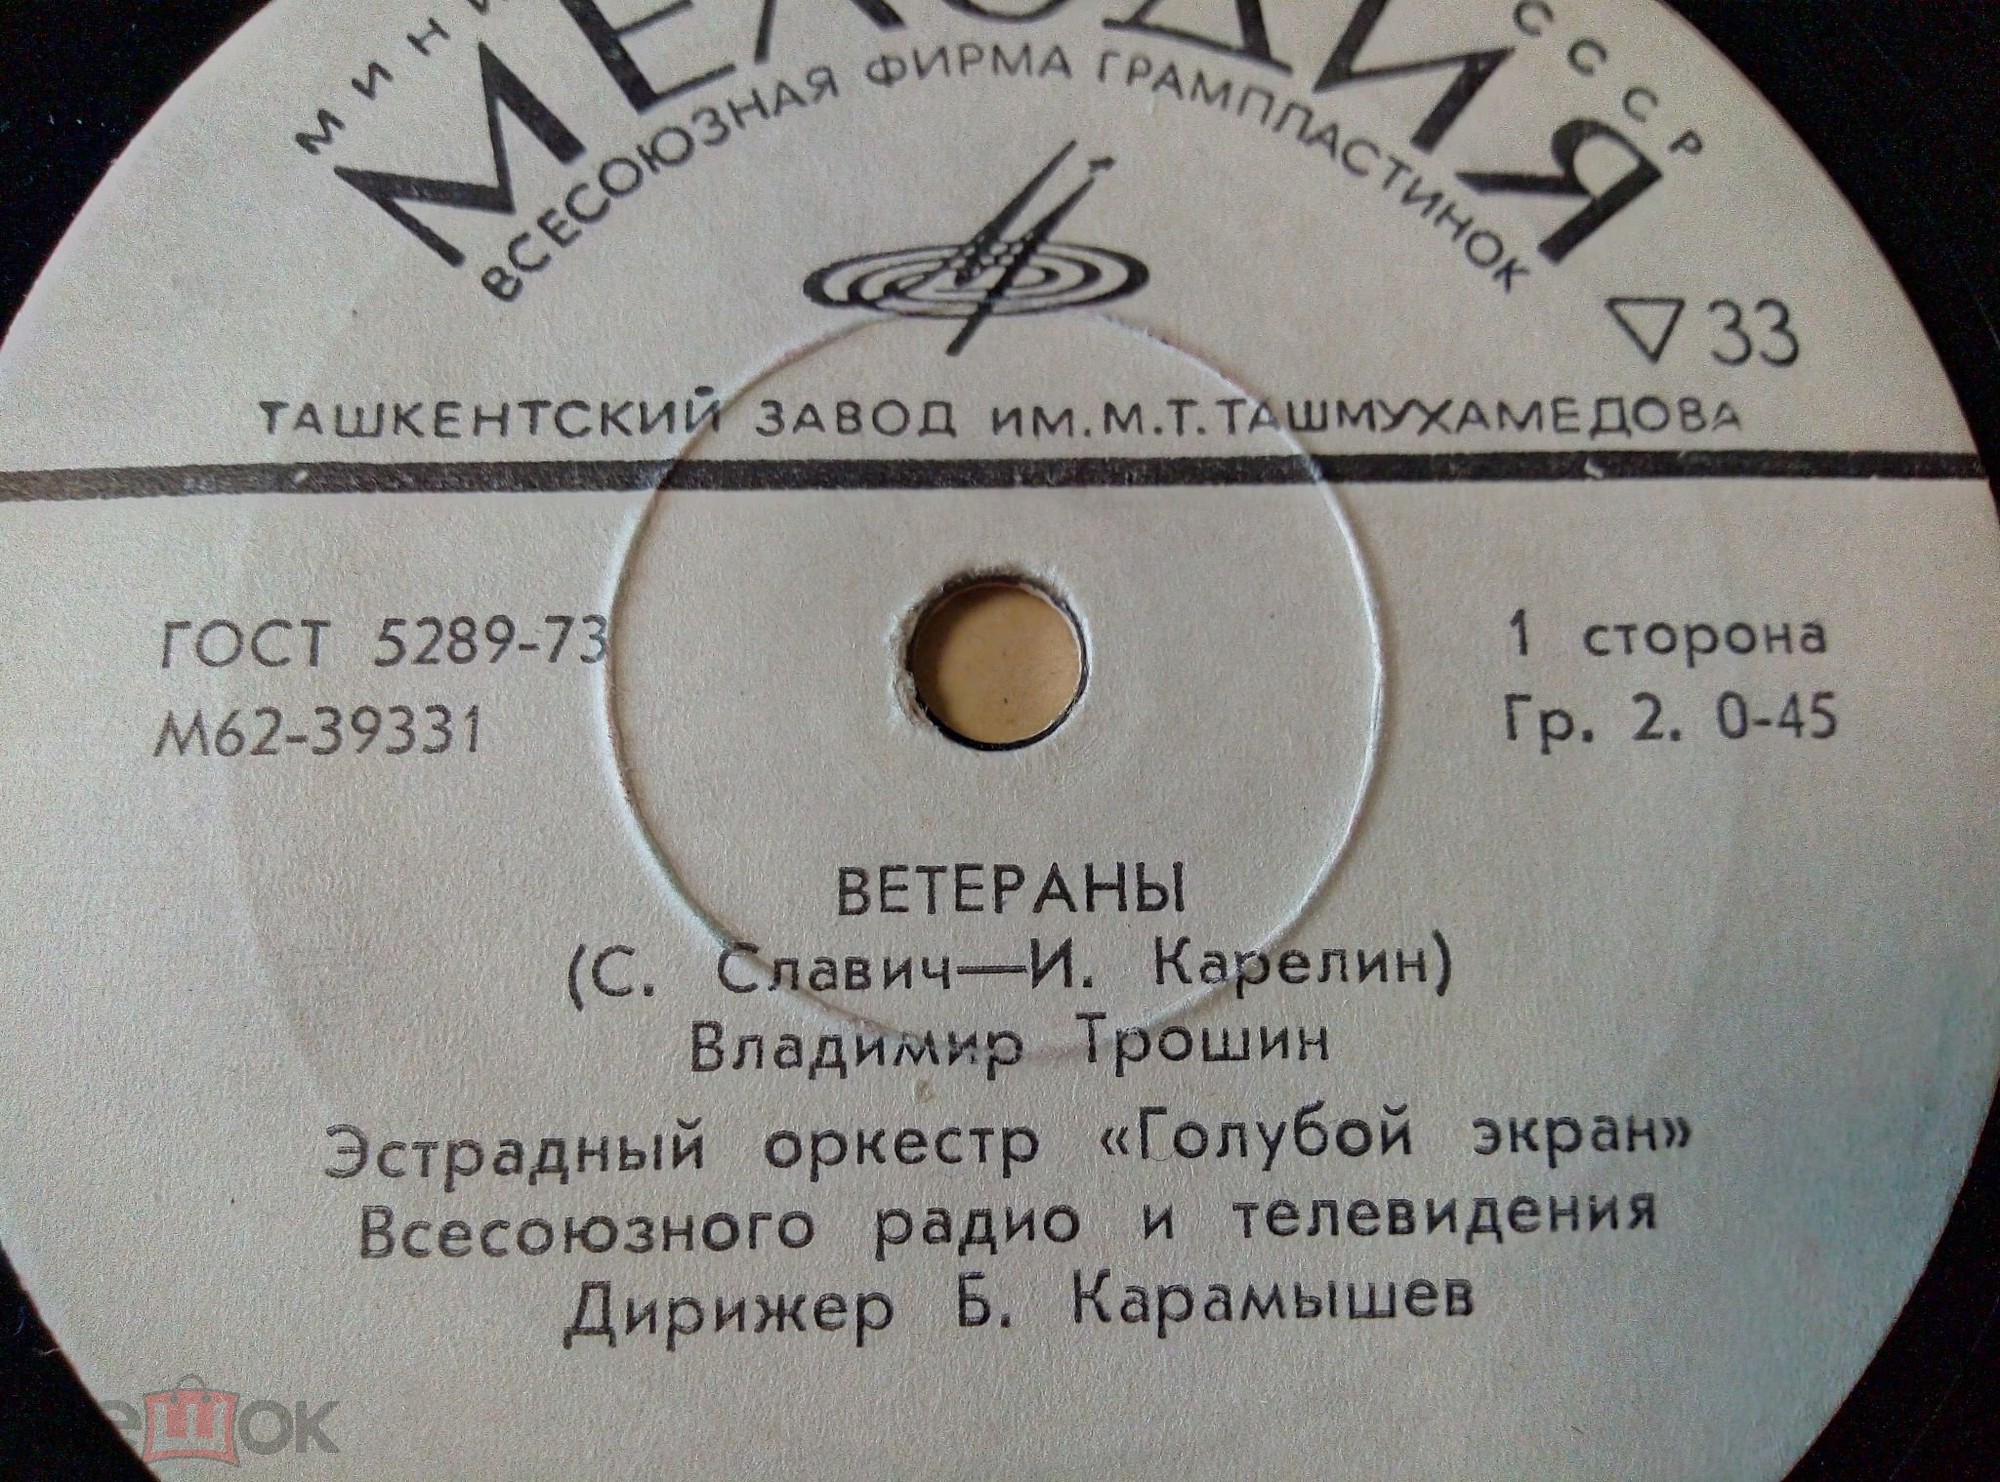 МЕЛОДИЯ
СССР
ВСЕСОЮЗНАЯ ФИРМА ГРАМПЛАСТИНОК
33
ТАШКЕНТСКИЙ ЗАВОД ИМ.М.Т.ТАШМУХАМЕДОВА
ГОСТ 5289-73
1 сторона
М62-39331
Гр. 2. 0-45
ВЕТЕРАНЫ
(С. Славич—И. Карелин)
Владимир Трошин
Эстрадный оркестр «Голубой экран»
Всесоюзного радио и телевидения
Дирижер Б. Карамышев